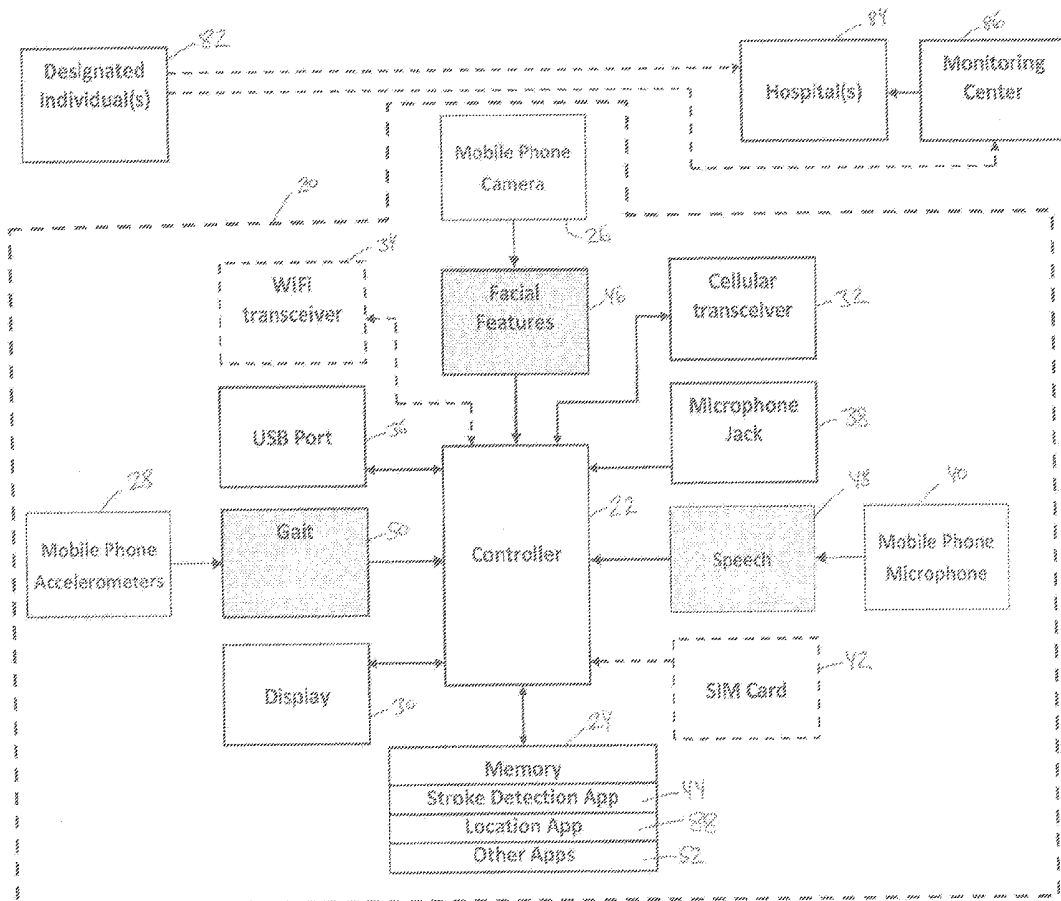 82
84
86
Designated
Individual(s)
Hospital(s)
Monitoring
Center
Mobile Phone
Camera
20
26
34
WiFi
transceiver
Facial
Features
46
Cellular
transceiver
32
USB Port
36
Microphone
Jack
38
28
22
48
40
Mobile Phone
Accelerometers
Gait
50
Controller
Speech
Mobile Phone
Microphone
Display
30
SIM Card
42
24
Memory
Stroke Detection App
44
Location App
88
Other Apps
52